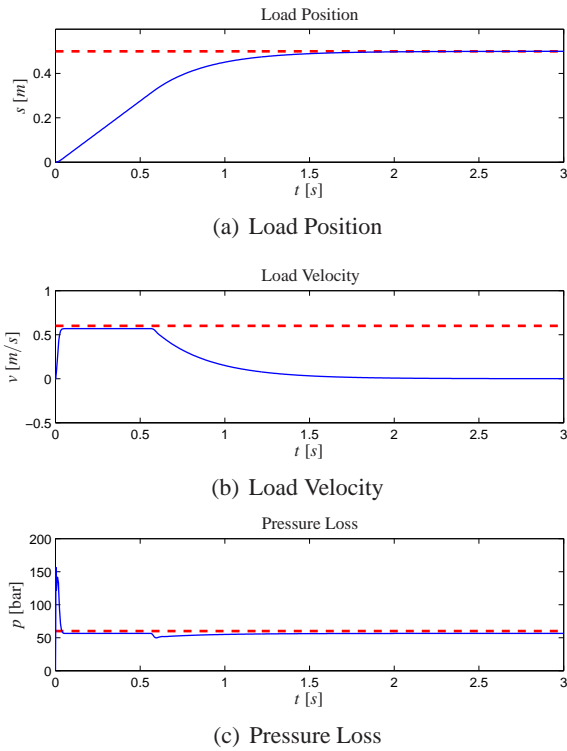 Load Position
0.4
0.2
0
s [m]
0 0.5 1 1.5 2 2.5 3
t [s]
(a) Load Position
Load Velocity
1
0.5
0
−0.5
v [m/s]
0 0.5 1 1.5 2 2.5 3
t [s]
(b) Load Velocity
Pressure Loss
200
150
100
50
0
p [bar]
0 0.5 1 1.5 2 2.5 3
t [s]
(c) Pressure Loss